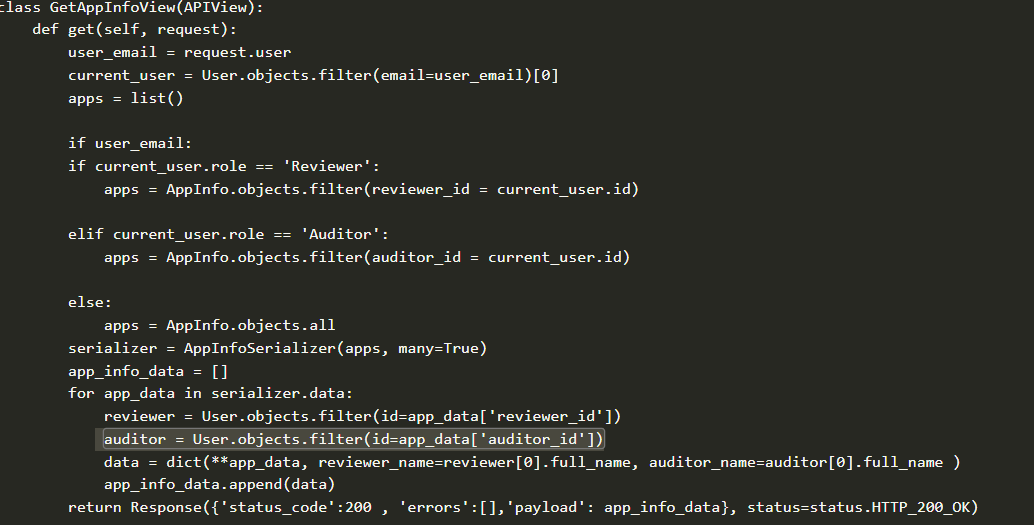 class GetAppInfoView(APIView):
    def get(self, request):
        user_email = request.user
        current_user = User.objects.filter(email=user_email)[0]
        apps = list()
        if user_email:
        if current_user.role == 'Reviewer':
            apps = AppInfo.objects.filter(reviewer_id = current_user.id)
        elif current_user.role == 'Auditor':
            apps = AppInfo.objects.filter(auditor_id = current_user.id)
        else:
            apps = AppInfo.objects.all
        serializer = AppInfoSerializer(apps, many=True)
        app_info_data = []
        for app_data in serializer.data:
            reviewer = User.objects.filter(id=app_data['reviewer_id'])
            auditor = User.objects.filter(id=app_data['auditor_id'])
            data = dict(**app_data, reviewer_name=reviewer[0].full_name, auditor_name=auditor[0].full_name )
            app_info_data.append(data)
        return Response({'status_code':200 , 'errors':[],'payload': app_info_data}, status=status.HTTP_200_OK)